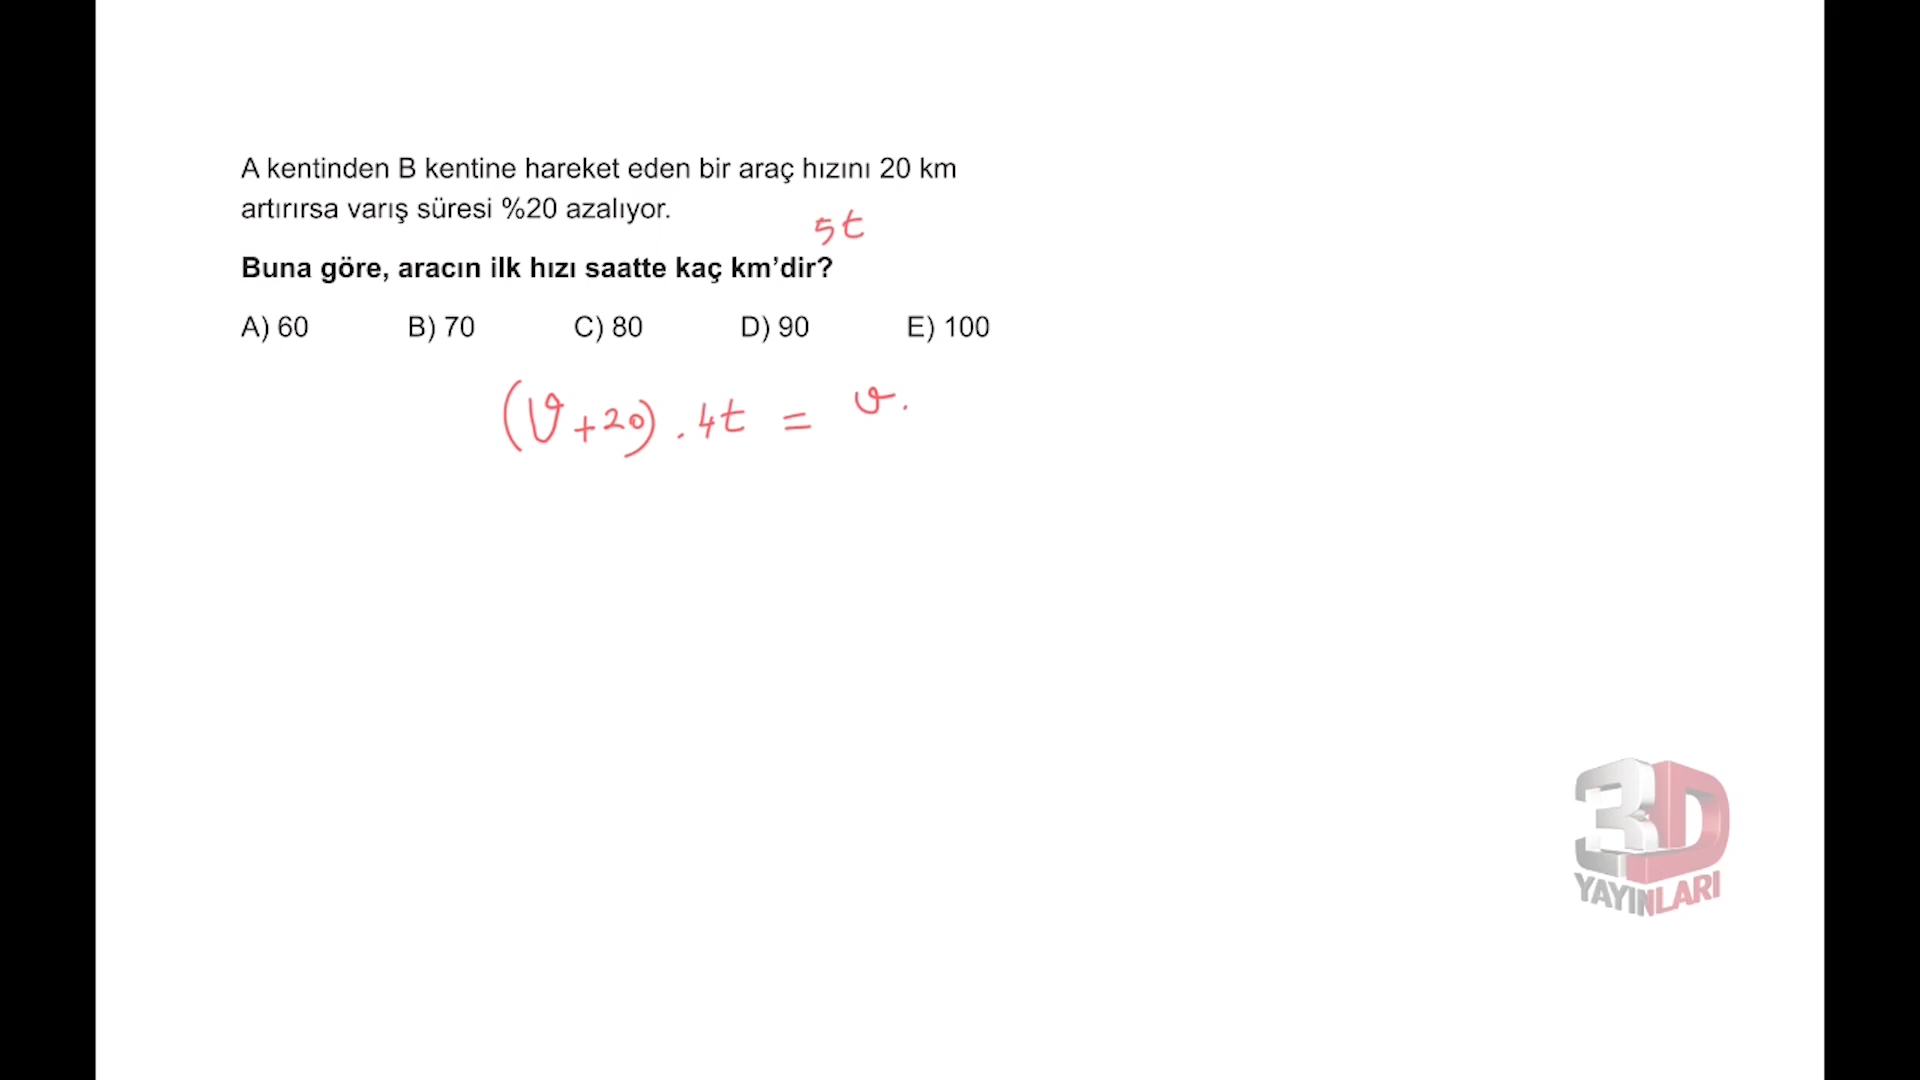 A kentinden B kentine hareket eden bir araç hızını 20 km
artırırsa varış süresi %20 azalıyor.
5t
Buna göre, aracın ilk hızı saatte kaç km’dir?
A) 60 B) 70 C) 80 D) 90 E) 100
(V+20).4t = v.
3D
YAYINLARI